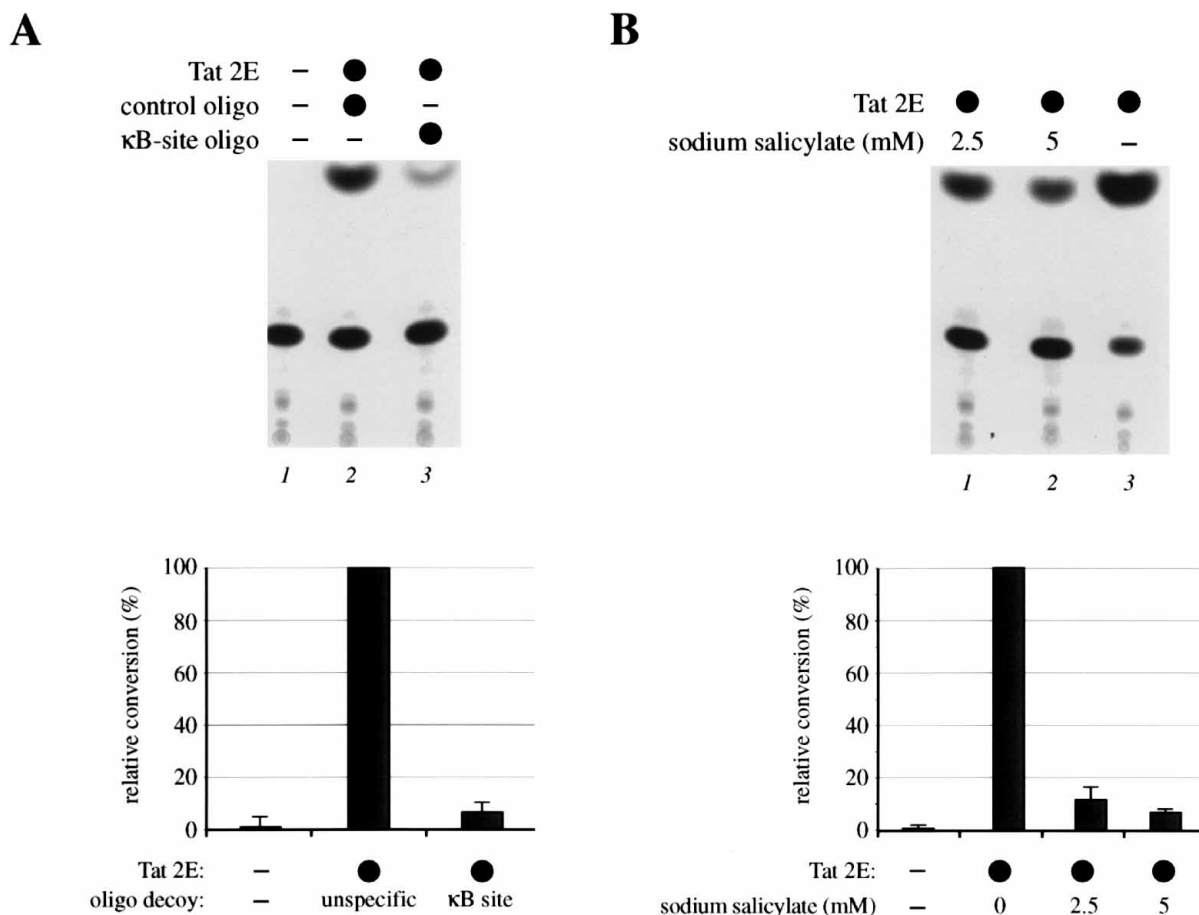 A
Tat 2E – ● ●
control oligo – ● –
κB-site oligo – – ●
1 2 3
relative conversion (%)
100
80
60
40
20
0
Tat 2E: – ● ●
oligo decoy: – unspecific κB site
B
Tat 2E ● ● ●
sodium salicylate (mM) 2.5 5 –
1 2 3
relative conversion (%)
100
80
60
40
20
0
Tat 2E: – ● ● ●
sodium salicylate (mM) – 0 2.5 5